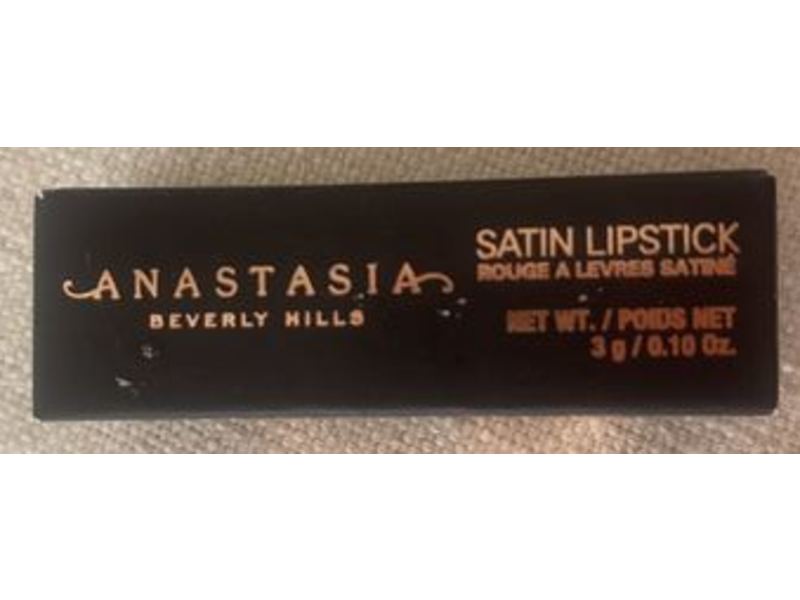 ANASTASIA
BEVERLY HILLS
SATIN LIPSTICK
ROUGE A LEVRES SATINÉ
NET WT. / POIDS NET
3 g / 0.10 Oz.